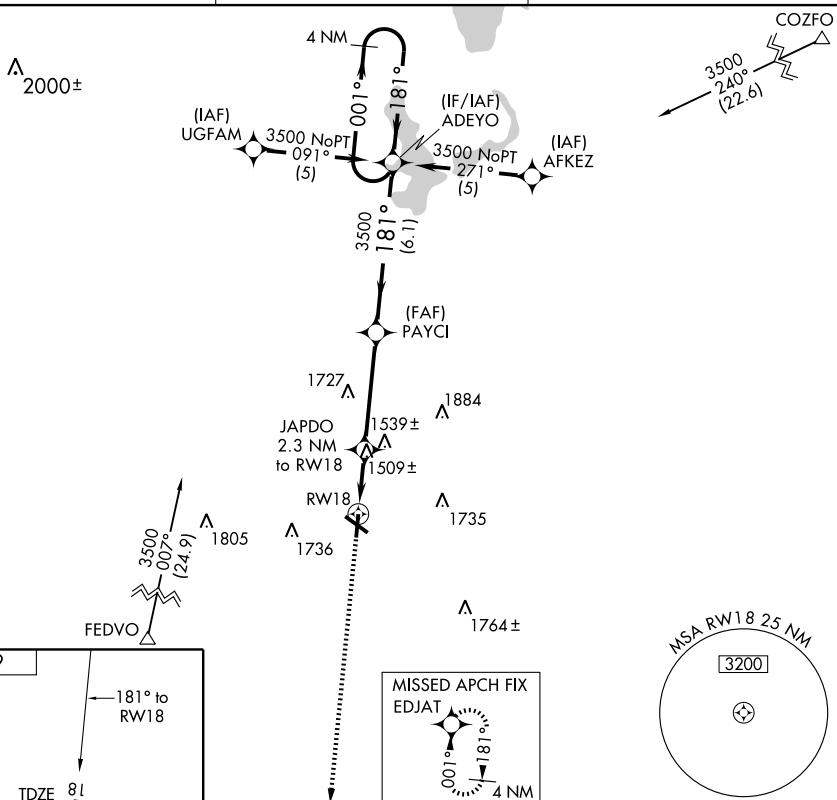 COZFO
3500
240°
(22.6)
4 NM
2000±
001°
181°
(IF/IAF)
ADEYO
(IAF)
UGFAM
3500 NoPT
091°
(5)
3500 NoPT
271°
(5)
(IAF)
AFKEZ
3500
181°
(6.1)
(FAF)
PAYCI
1727
1884
JAPDO
2.3 NM
to RW18
1539±
1509±
RW18
1735
1805
1736
3500
007°
(24.9)
FEDVO
1764±
MSA RW18 25 NM
3200
181° to
RW18
TDZE
18
MISSED APCH FIX
EDJAT
001°
181°
4 NM